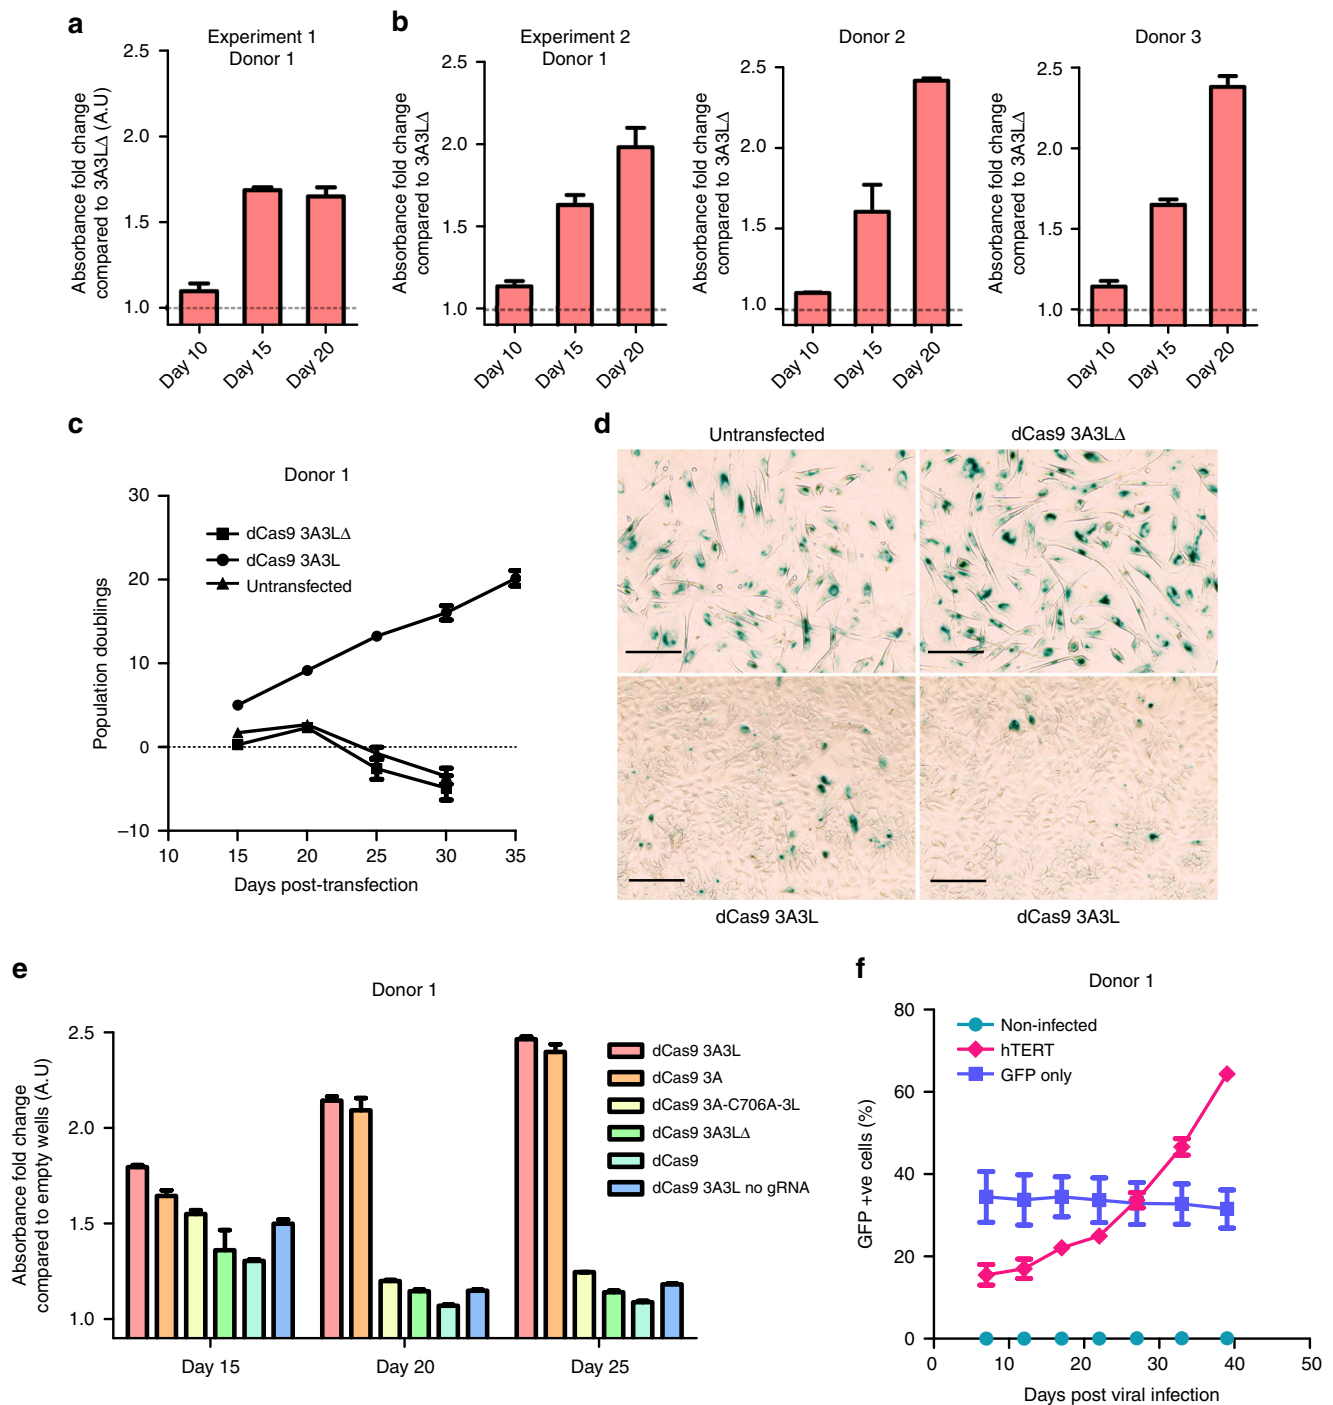 a
Experiment 1
Donor 1
Absorbance fold change
compared to 3A3LΔ (A.U)
2.5
2.0
1.5
1.0
Day 10
Day 15
Day 20
b
Experiment 2
Donor 1
Absorbance fold change
compared to 3A3LΔ
2.5
2.0
1.5
1.0
Day 10
Day 15
Day 20
Donor 2
Absorbance fold change
compared to 3A3LΔ
2.5
2.0
1.5
1.0
Day 10
Day 15
Day 20
Donor 3
Absorbance fold change
compared to 3A3LΔ
2.5
2.0
1.5
1.0
Day 10
Day 15
Day 20
c
Donor 1
Population doublings
30
20
10
0
–10
dCas9 3A3LΔ
dCas9 3A3L
Untransfected
10
15
20
25
30
35
Days post-transfection
d
Untransfected
dCas9 3A3LΔ
dCas9 3A3L
dCas9 3A3L
e
Donor 1
Absorbance fold change
compared to empty wells (A.U)
2.5
2.0
1.5
1.0
dCas9 3A3L
dCas9 3A
dCas9 3A-C706A-3L
dCas9 3A3LΔ
dCas9
dCas9 3A3L no gRNA
Day 15
Day 20
Day 25
f
Donor 1
GFP +ve cells (%)
80
60
40
20
0
Non-infected
hTERT
GFP only
0
10
20
30
40
50
Days post viral infection